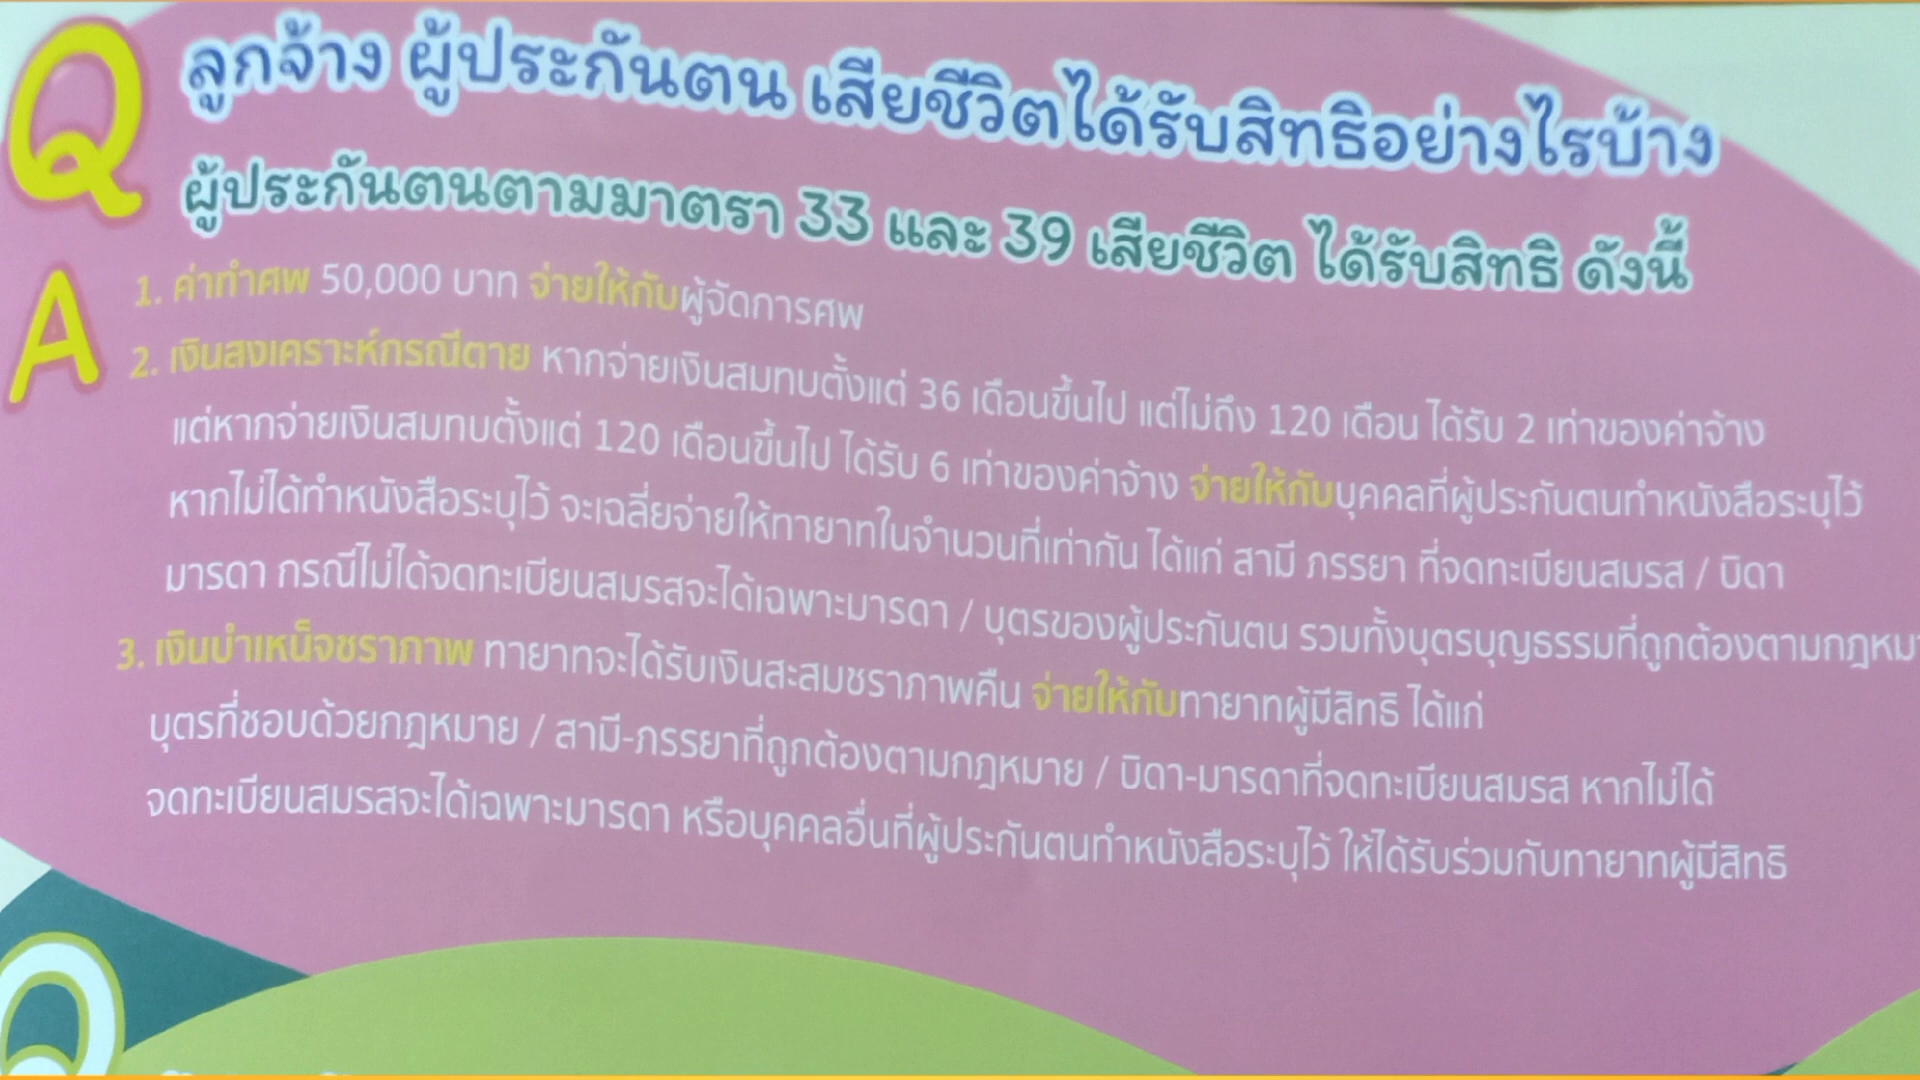 Q ลูกจ้าง ผู้ประกันตน เสียชีวิตได้รับสิทธิอย่างไรบ้าง
A ผู้ประกันตนตามมาตรา 33 และ 39 เสียชีวิต ได้รับสิทธิ ดังนี้
1. ค่าทำศพ 50,000 บาท จ่ายให้กับผู้จัดการศพ
2. เงินสงเคราะห์กรณีตาย หากจ่ายเงินสมทบตั้งแต่ 36 เดือนขึ้นไป แต่ไม่ถึง 120 เดือน ได้รับ 2 เท่าของค่าจ้าง
แต่หากจ่ายเงินสมทบตั้งแต่ 120 เดือนขึ้นไป ได้รับ 6 เท่าของค่าจ้าง จ่ายให้กับบุคคลที่ผู้ประกันตนทำหนังสือระบุไว้
หากไม่ได้ทำหนังสือระบุไว้ จะเฉลี่ยจ่ายให้ทายาทในจำนวนที่เท่ากัน ได้แก่ สามี ภรรยา ที่จดทะเบียนสมรส / บิดา
มารดา กรณีไม่ได้จดทะเบียนสมรสจะได้เฉพาะมารดา / บุตรของผู้ประกันตน รวมทั้งบุตรบุญธรรมที่ถูกต้องตามกฎหมา
3. เงินบำเหน็จชราภาพ ทายาทจะได้รับเงินสะสมชราภาพคืน จ่ายให้กับทายาทผู้มีสิทธิ ได้แก่
บุตรที่ชอบด้วยกฎหมาย / สามี-ภรรยาที่ถูกต้องตามกฎหมาย / บิดา-มารดาที่จดทะเบียนสมรส หากไม่ได้
จดทะเบียนสมรสจะได้เฉพาะมารดา หรือบุคคลอื่นที่ผู้ประกันตนทำหนังสือระบุไว้ ให้ได้รับร่วมกับทายาทผู้มีสิทธิ
Q